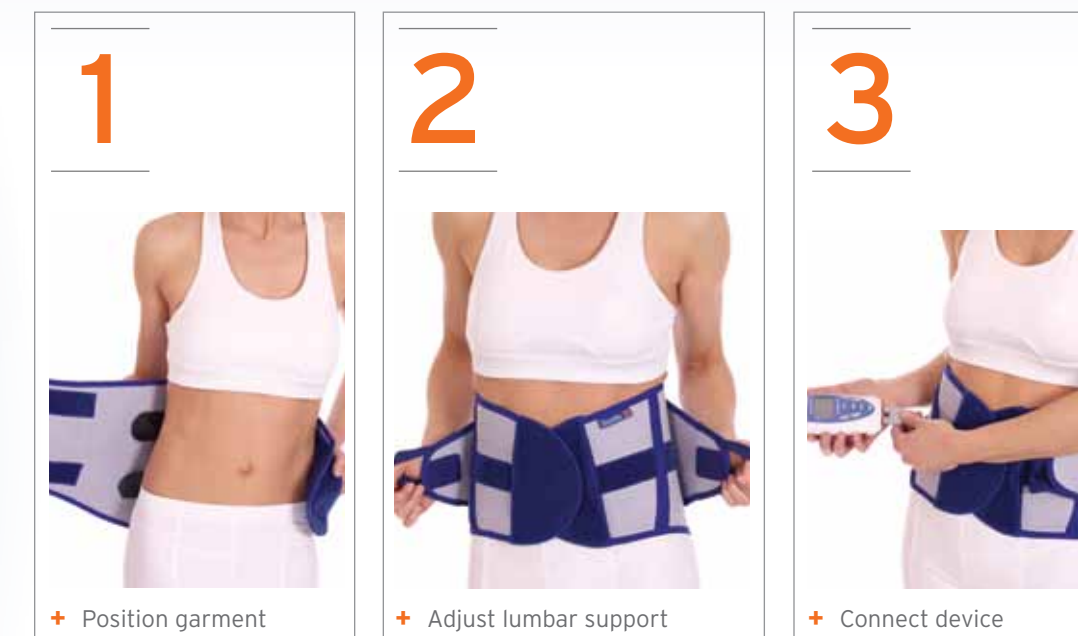 1
2
3
+ Position garment
+ Adjust lumbar support
+ Connect device